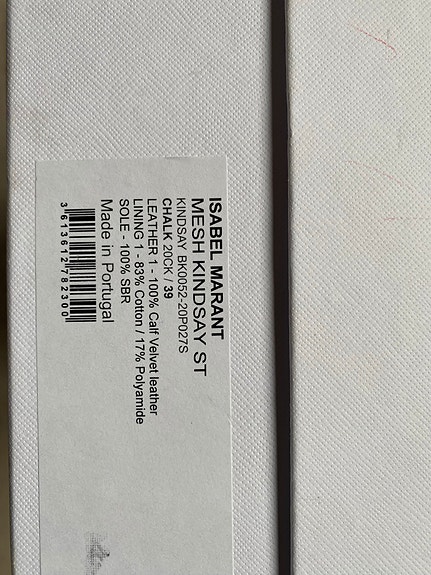 ISABEL MARANT
MESH KINDSAY ST
KINDSAY BK0052-20P027S
CHALK 20CK / 39
LEATHER 1 - 100% Calf Velvet leather
LINING 1 - 83% Cotton / 17% Polyamide
SOLE - 100% SBR
Made in Portugal
3613612782300